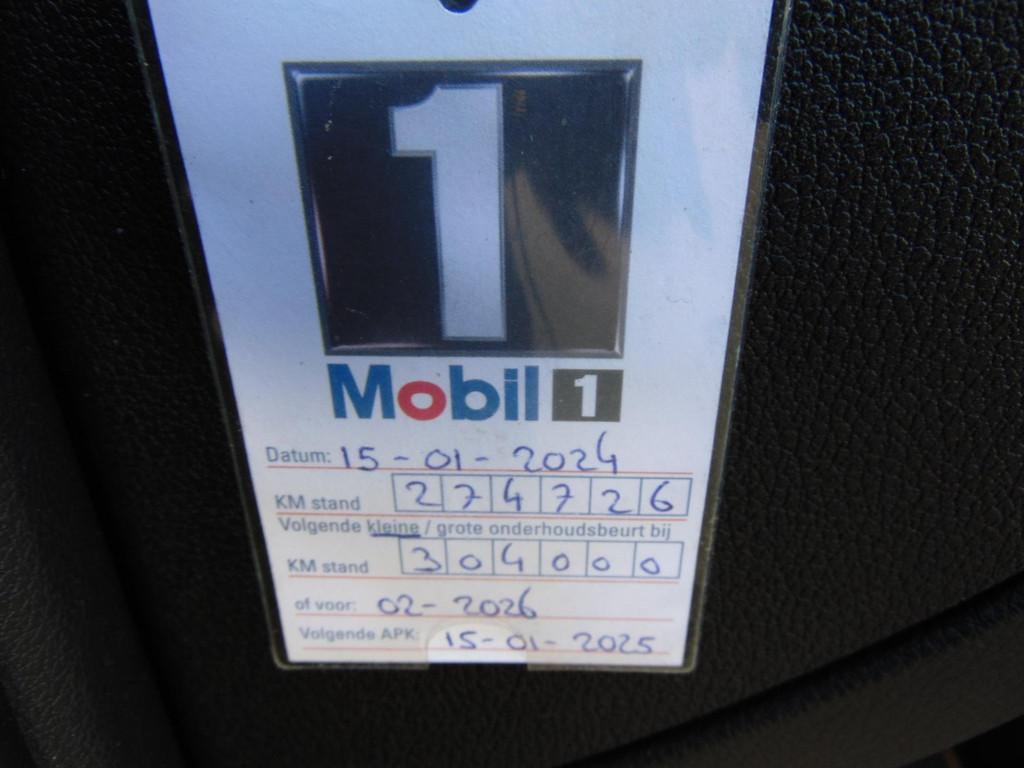 1
Mobil 1
Datum: 15-01-2024
KM stand 274726
Volgende kleine / grote onderhoudsbeurt bij
KM stand 304000
of voor: 02-2026
Volgende APK: 15-01-2025